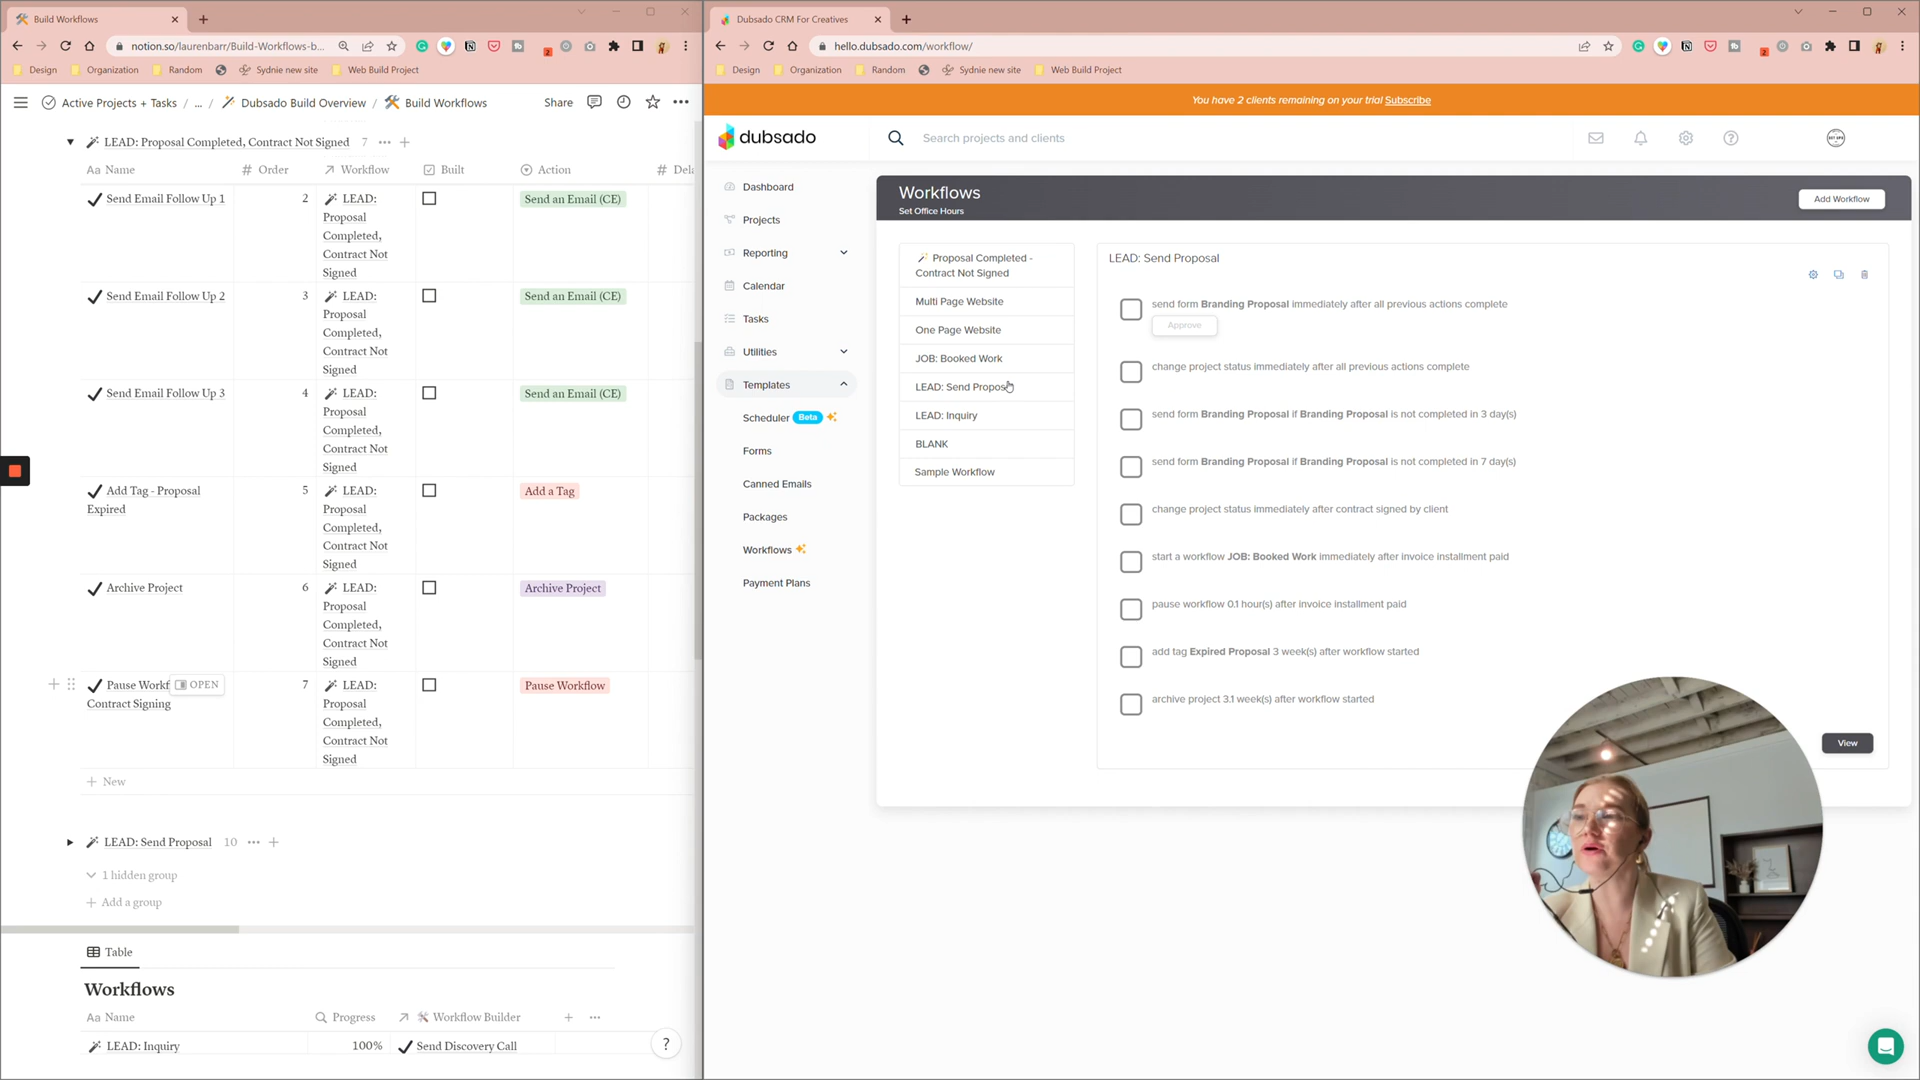 Build Workflows
notion.so/laurenbarr/Build-Workflows-b...
2
Design
Organization
Random
Sydnie new site
Web Build Project
Active Projects + Tasks / ... / Dubsado Build Overview / Build Workflows
Share
LEAD: Proposal Completed, Contract Not Signed 7
Aa Name # Order Workflow Built Action # Dela
Send Email Follow Up 1 2 LEAD: Send an Email (CE)
Proposal
Completed,
Contract Not
Signed
Send Email Follow Up 2 3 LEAD: Send an Email (CE)
Proposal
Completed,
Contract Not
Signed
Send Email Follow Up 3 4 LEAD: Send an Email (CE)
Proposal
Completed,
Contract Not
Signed
Add Tag - Proposal 5 LEAD: Add a Tag
Expired Proposal
Completed,
Contract Not
Signed
Archive Project 6 LEAD: Archive Project
Proposal
Completed,
Contract Not
Signed
Pause Workf OPEN 7 LEAD: Pause Workflow
Contract Signing Proposal
Completed,
Contract Not
Signed
+ New
LEAD: Send Proposal 10
1 hidden group
+ Add a group
Table
Workflows
Aa Name Progress Workflow Builder
LEAD: Inquiry 100% Send Discovery Call
?
Dubsado CRM For Creatives
hello.dubsado.com/workflow/
2
Design
Organization
Random
Sydnie new site
Web Build Project
You have 2 clients remaining on your trial Subscribe
dubsado
Search projects and clients
Dashboard
Projects
Reporting
Calendar
Tasks
Utilities
Templates
Scheduler Beta
Forms
Canned Emails
Packages
Workflows
Payment Plans
Workflows
Set Office Hours
Add Workflow
Proposal Completed -
Contract Not Signed
Multi Page Website
One Page Website
JOB: Booked Work
LEAD: Send Proposal
LEAD: Inquiry
BLANK
Sample Workflow
LEAD: Send Proposal
send form Branding Proposal immediately after all previous actions complete
Approve
change project status immediately after all previous actions complete
send form Branding Proposal if Branding Proposal is not completed in 3 day(s)
send form Branding Proposal if Branding Proposal is not completed in 7 day(s)
change project status immediately after contract signed by client
start a workflow JOB: Booked Work immediately after invoice installment paid
pause workflow 0.1 hour(s) after invoice installment paid
add tag Expired Proposal 3 week(s) after workflow started
archive project 3.1 week(s) after workflow started
View